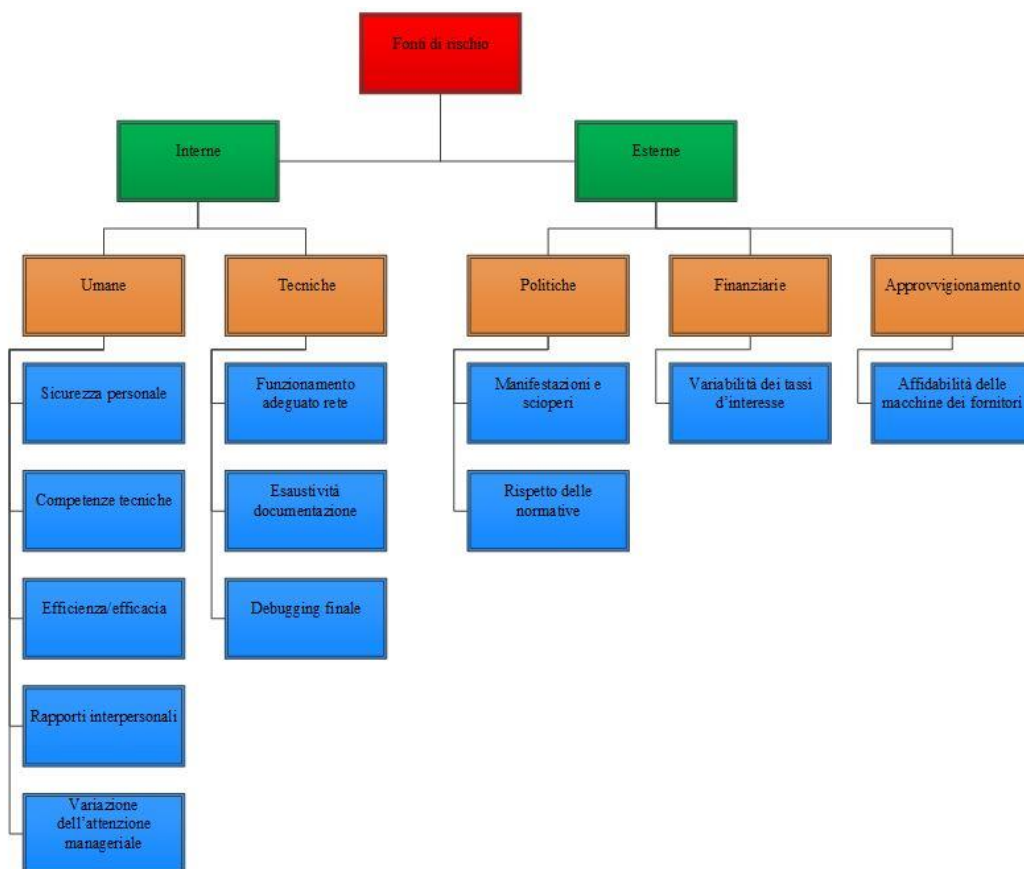 Fonti di rischio
Interne
Esterne
Umane
Tecniche
Politiche
Finanziarie
Approvvigionamento
Sicurezza personale
Funzionamento
adeguato rete
Manifestazioni e
scioperi
Variabilità dei tassi
d'interesse
Affidabilità delle
macchine dei fornitori
Competenze tecniche
Esaustività
documentazione
Rispetto delle
normative
Efficienza/efficacia
Debugging finale
Rapporti interpersonali
Variazione
dell'attenzione
manageriale